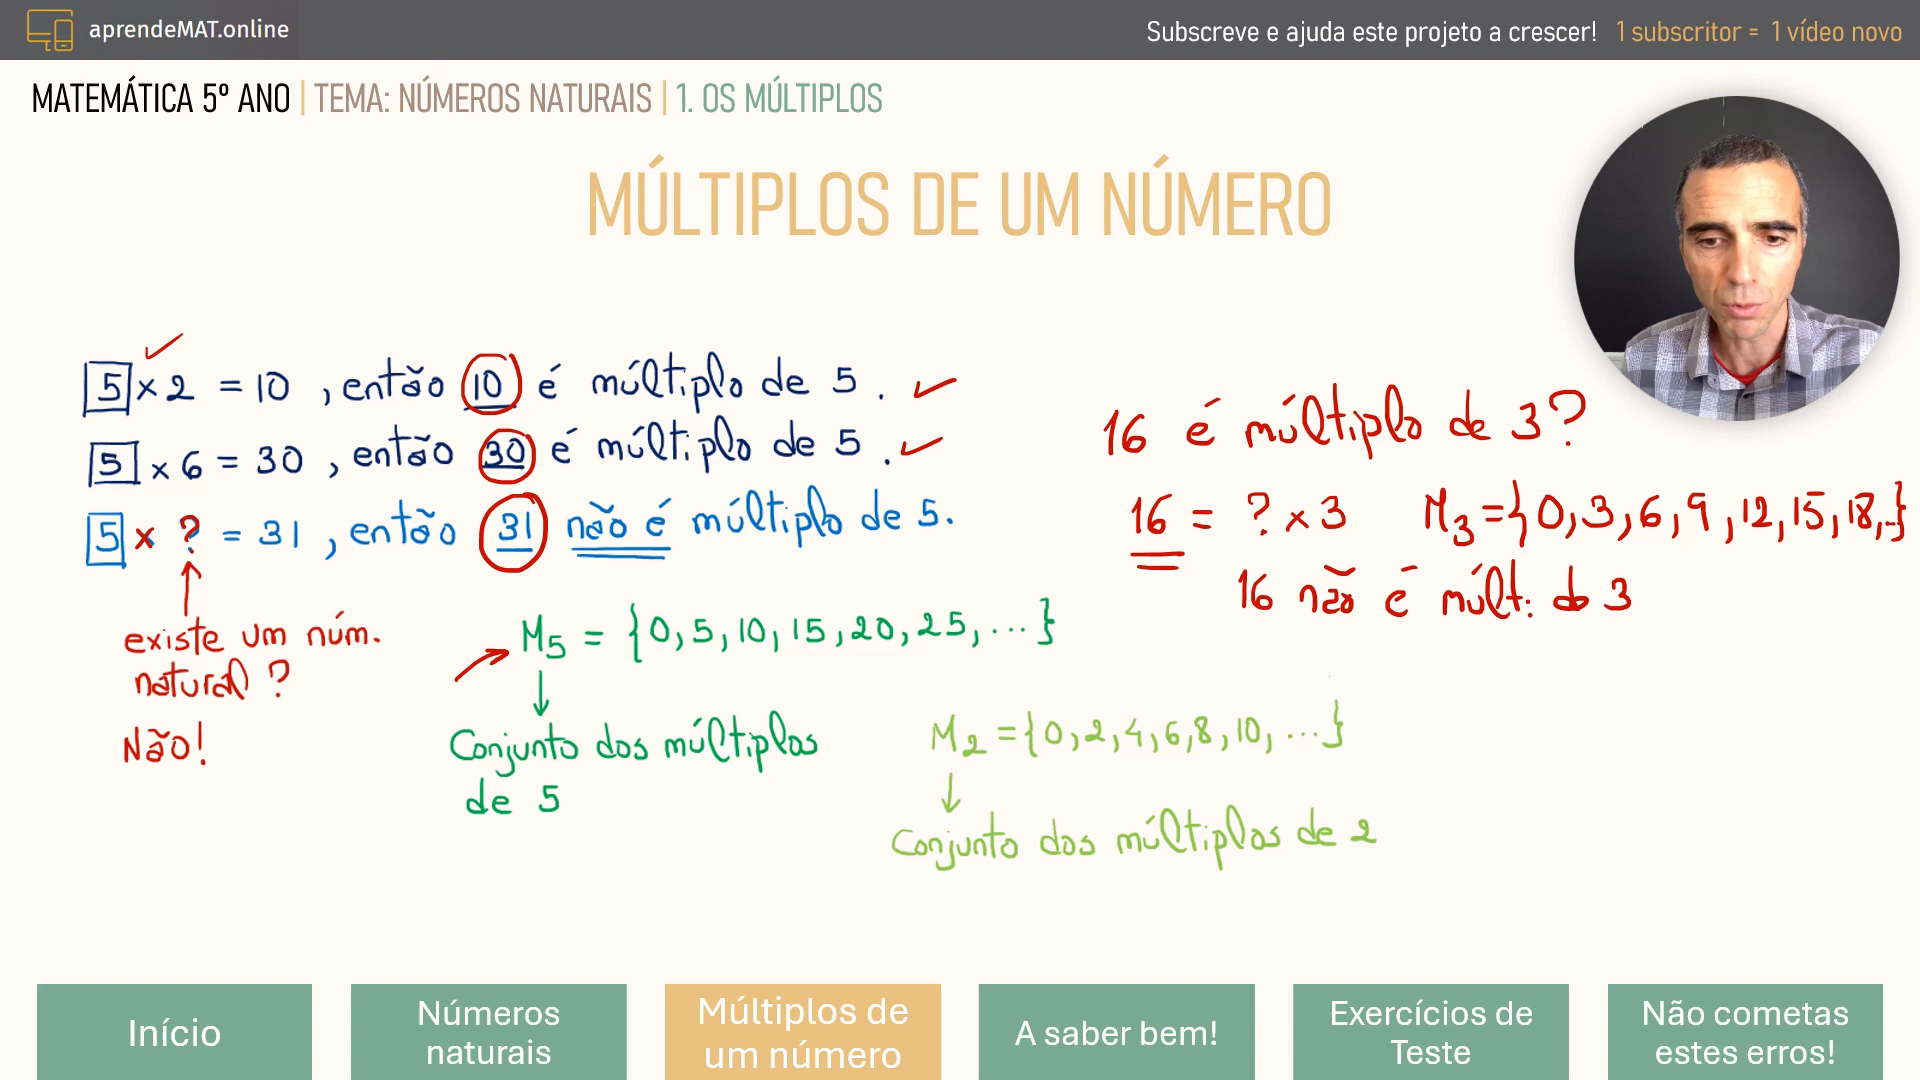 aprendeMAT.online
Subscreve e ajuda este projeto a crescer! 1 subscritor = 1 vídeo novo
MATEMÁTICA 5º ANO | TEMA: NÚMEROS NATURAIS | 1. OS MÚLTIPLOS
MÚLTIPLOS DE UM NÚMERO
5 × 2 = 10 , então 10 é múltiplo de 5 .
5 × 6 = 30 , então 30 é múltiplo de 5 .
5 × ? = 31 , então 31 não é múltiplo de 5.
existe um núm.
natural ?
Não!
M5 = {0, 5, 10, 15, 20, 25, ...}
Conjunto dos múltiplos
de 5
M2 = {0, 2, 4, 6, 8, 10, ...}
Conjunto dos múltiplos de 2
16 é múltiplo de 3?
16 = ? × 3 M3 = {0, 3, 6, 9, 12, 15, 18, ...}
16 não é múlt. de 3
Início
Números
naturais
Múltiplos de
um número
A saber bem!
Exercícios de
Teste
Não cometas
estes erros!